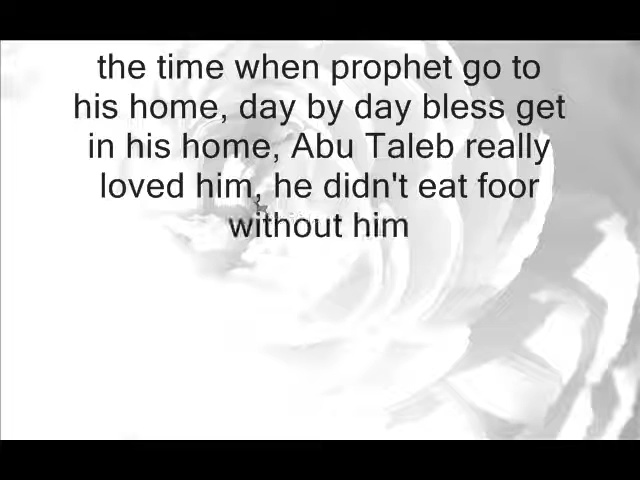 the time when prophet go to
his home, day by day bless get
in his home, Abu Taleb really
loved him, he didn't eat foor
without him